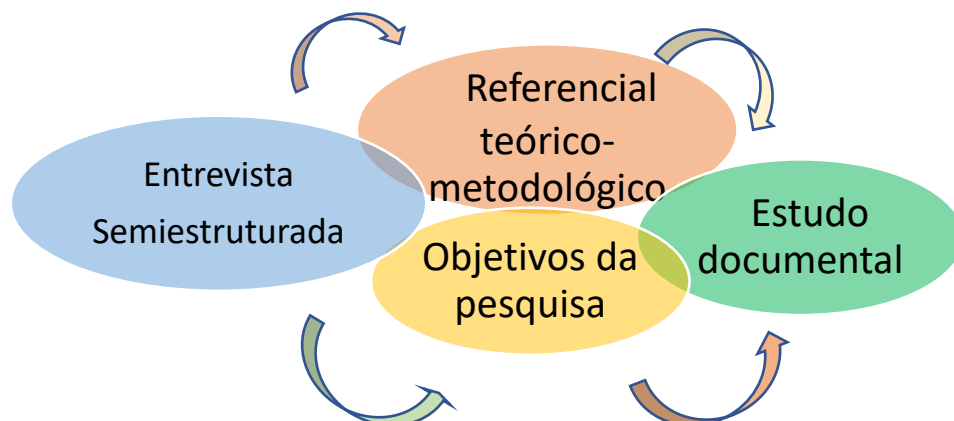 Entrevista
Semiestruturada
Referencial
teórico-
metodológico
Objetivos da
pesquisa
Estudo
documental